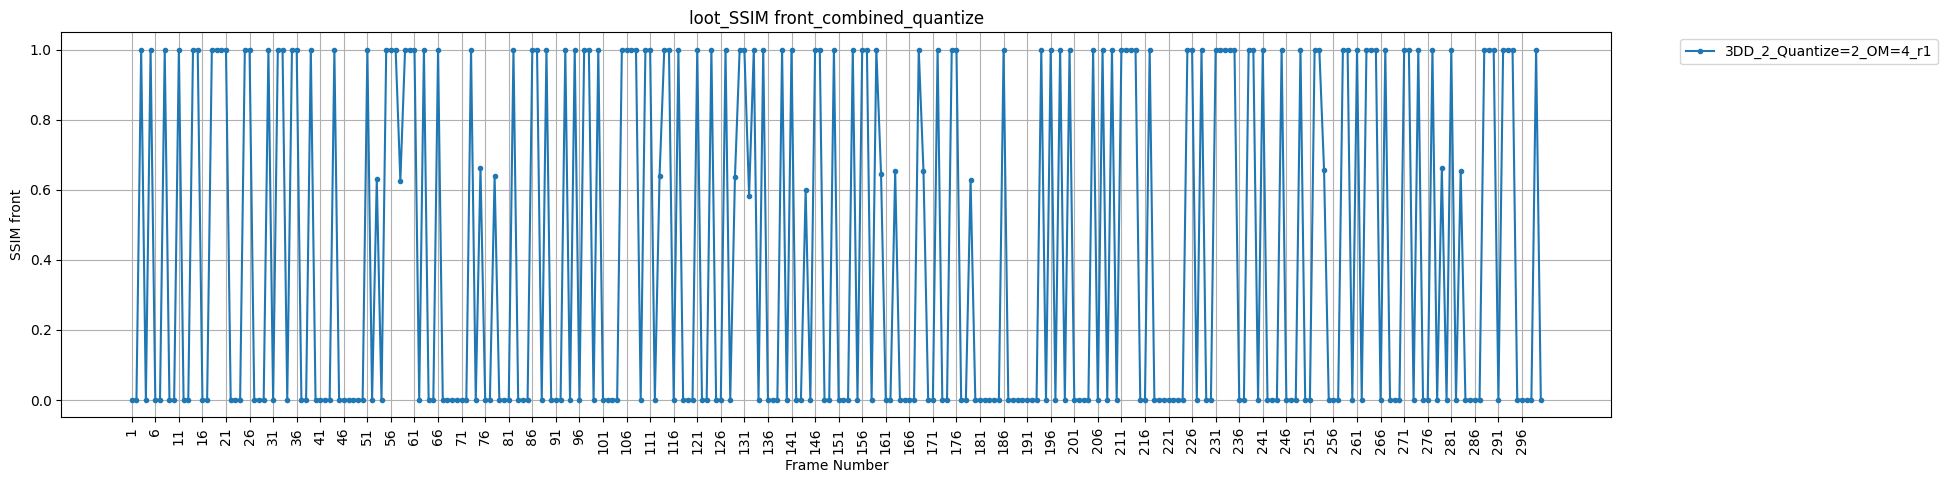 loot_SSIM front_combined_quantize
3DD_2_Quantize=2_OM=4_r1
SSIM front
1.0
0.8
0.6
0.4
0.2
0.0
1 6 11 16 21 26 31 36 41 46 51 56 61 66 71 76 81 86 91 96 101 106 111 116 121 126 131 136 141 146 151 156 161 166 171 176 181 186 191 196 201 206 211 216 221 226 231 236 241 246 251 256 261 266 271 276 281 286 291 296
Frame Number